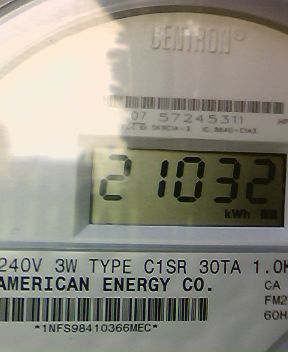 CENTRON®
07 57245311
21032
kWh
240V 3W TYPE C1SR 30TA 1.0K
AMERICAN ENERGY CO. CA
FM2
60H
*1NFS98410366MEC*